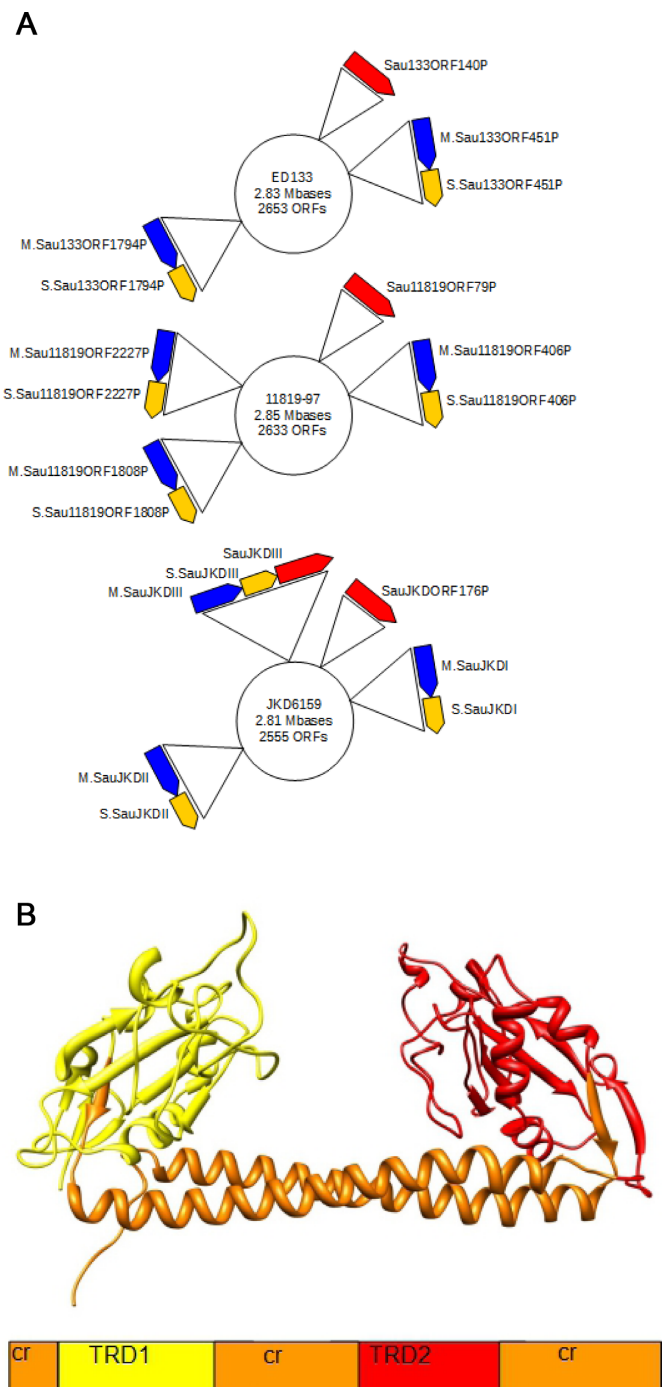 A
Sau133ORF140P
M.Sau133ORF451P
ED133
2.83 Mbases
2653 ORFs
S.Sau133ORF451P
M.Sau133ORF1794P
S.Sau133ORF1794P
Sau11819ORF79P
M.Sau11819ORF2227P
M.Sau11819ORF406P
S.Sau11819ORF2227P
11819-97
2.85 Mbases
2633 ORFs
S.Sau11819ORF406P
M.Sau11819ORF1808P
S.Sau11819ORF1808P
SauJKDIII
S.SauJKDIII
M.SauJKDIII
SauJKDORF176P
M.SauJKDI
JKD6159
2.81 Mbases
2555 ORFs
S.SauJKDI
M.SauJKDII
S.SauJKDII
B
cr TRD1 cr TRD2 cr